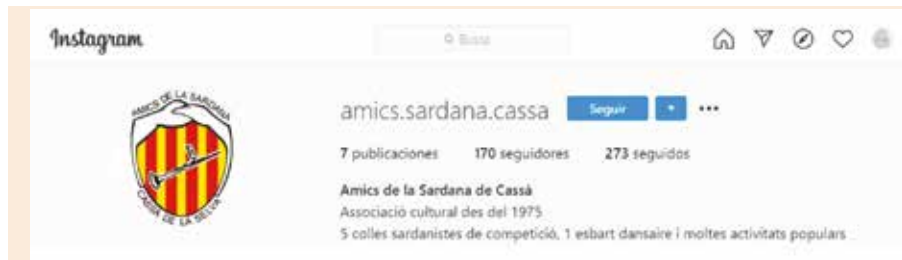 Instagram
Busca
amics.sardana.cassa Seguir •••
7 publicaciones 170 seguidores 273 seguidos
Amics de la Sardana de Cassà
Associació cultural des del 1975
5 colles sardanistes de competició, 1 esbart dansaire i moltes activitats populars
AMICS DE LA SARDANA
CASSÀ DE LA SELVA